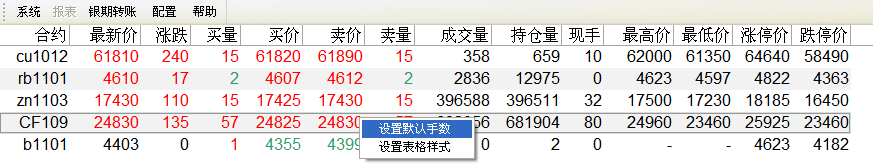 系统 报表 银期转账 配置 帮助
合约 最新价 涨跌 买量 买价 卖价 卖量 成交量 持仓量 现手 最高价 最低价 涨停价 跌停价
cu1012 61810 240 15 61820 61890 15 358 659 10 62000 61350 64640 58490
rb1101 4610 17 2 4607 4612 2 2836 12975 0 4623 4597 4822 4363
zn1103 17430 110 15 17425 17430 15 396588 396511 32 17500 17230 18185 16450
CF109 24830 135 57 24825 24830 681904 80 24960 23460 25925 23460
设置默认手数
b1101 4403 0 1 4355 4399 0 2 0 - - 4623 4182
设置表格样式